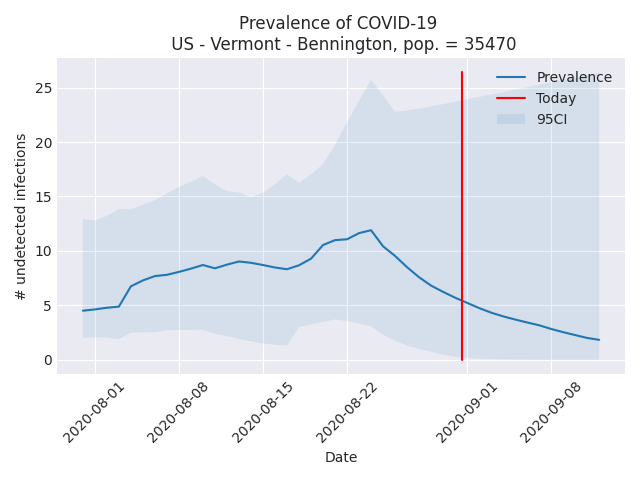 Prevalence of COVID-19
US - Vermont - Bennington, pop. = 35470
Prevalence
Today
95CI
# undetected infections
25
20
15
10
5
0
2020-08-01
2020-08-08
2020-08-15
2020-08-22
2020-09-01
2020-09-08
Date